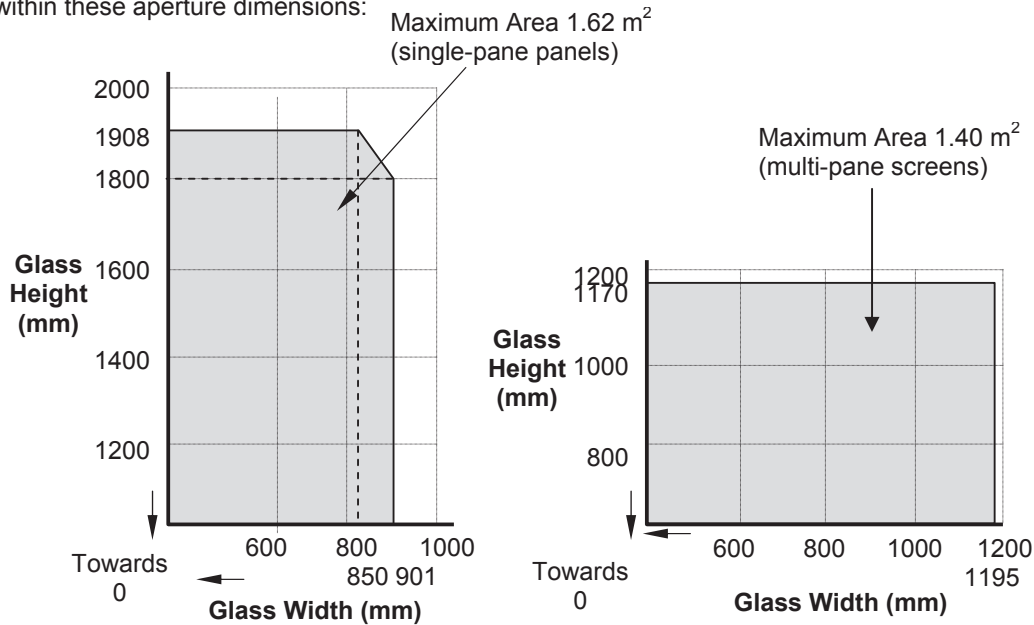 within these aperture dimensions:
Maximum Area 1.62 m²
(single-pane panels)
2000
1908
1800
1600
1400
1200
Glass
Height
(mm)
Towards
0
600 800 1000
850 901
Glass Width (mm)
Maximum Area 1.40 m²
(multi-pane screens)
1200
1170
1000
800
Glass
Height
(mm)
Towards
0
600 800 1000 1200
1195
Glass Width (mm)